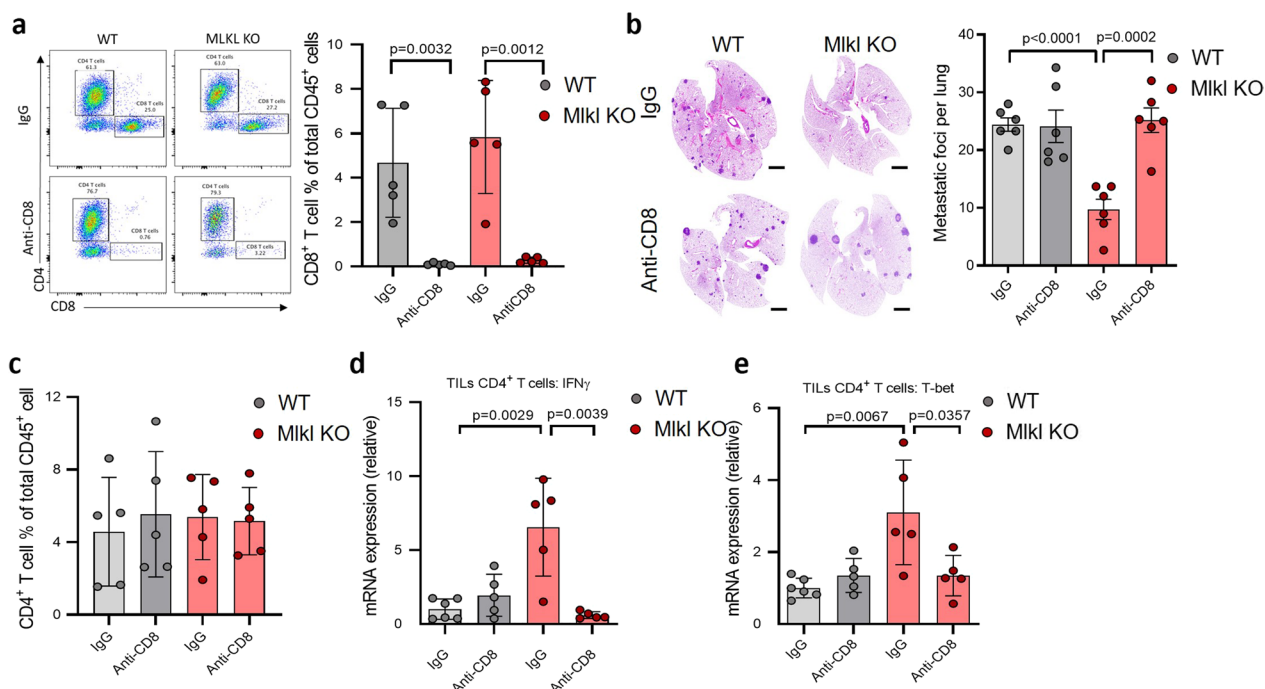 a
WT
MLKL KO
IgG
Anti-CD8
CD4 T cells
61.3
CD8 T cells
25.0
CD4 T cells
63.0
CD8 T cells
27.2
CD4 T cells
76.7
CD8 T cells
0.76
CD4 T cells
79.3
CD8 T cells
3.22
CD4
CD8
CD8⁺ T cell % of total CD45⁺ cells
10
8
6
4
2
0
p=0.0032
p=0.0012
WT
MLKL KO
IgG
Anti-CD8
IgG
AntiCD8
b
WT
Mlkl KO
IgG
Anti-CD8
Metastatic foci per lung
40
30
20
10
0
p<0.0001
p=0.0002
WT
Mlkl KO
IgG
Anti-CD8
IgG
Anti-CD8
c
CD4⁺ T cell % of total CD45⁺ cell
12
8
4
0
WT
Mlkl KO
IgG
Anti-CD8
IgG
Anti-CD8
d
TILs CD4⁺ T cells: IFNγ
mRNA expression (relative)
15
10
5
0
p=0.0029
p=0.0039
WT
Mlkl KO
IgG
Anti-CD8
IgG
Anti-CD8
e
TILs CD4⁺ T cells: T-bet
mRNA expression (relative)
6
4
2
0
p=0.0067
p=0.0357
WT
Mlkl KO
IgG
Anti-CD8
IgG
Anti-CD8